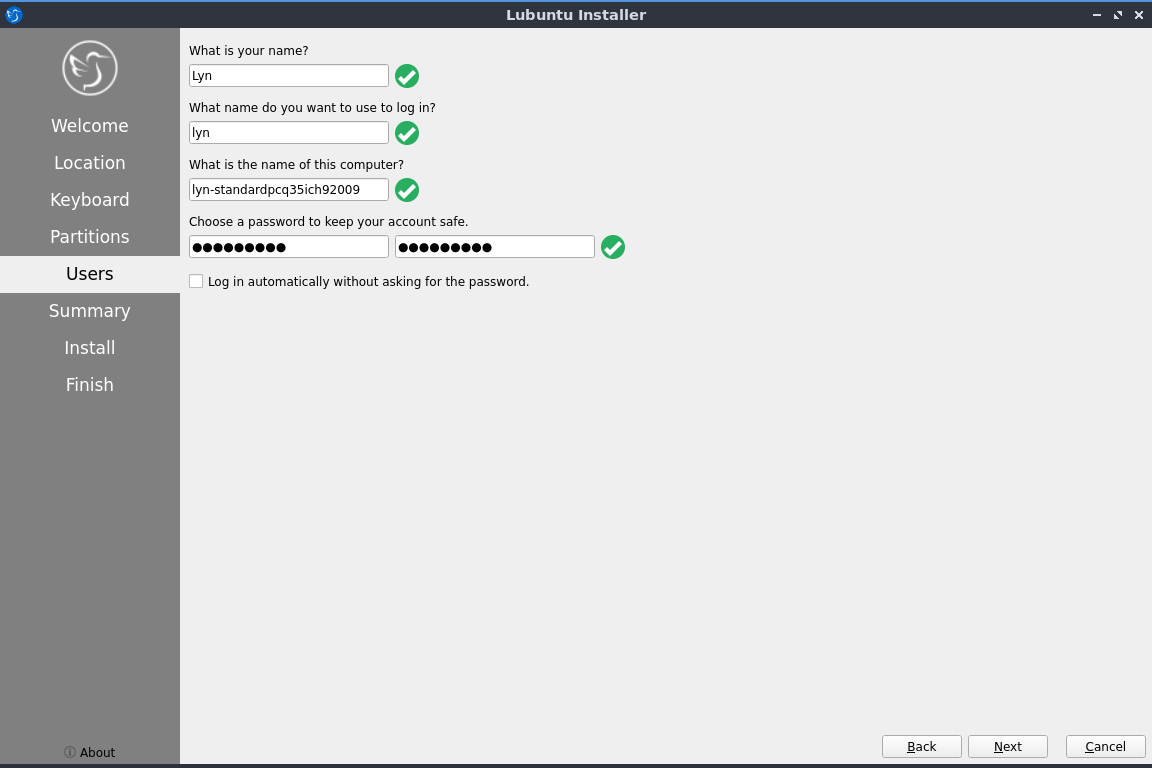 Lubuntu Installer
Welcome
Location
Keyboard
Partitions
Users
Summary
Install
Finish
About
What is your name?
Lyn
What name do you want to use to log in?
lyn
What is the name of this computer?
lyn-standardpcq35ich92009
Choose a password to keep your account safe.
●●●●●●●●● ●●●●●●●●●
Log in automatically without asking for the password.
Back Next Cancel